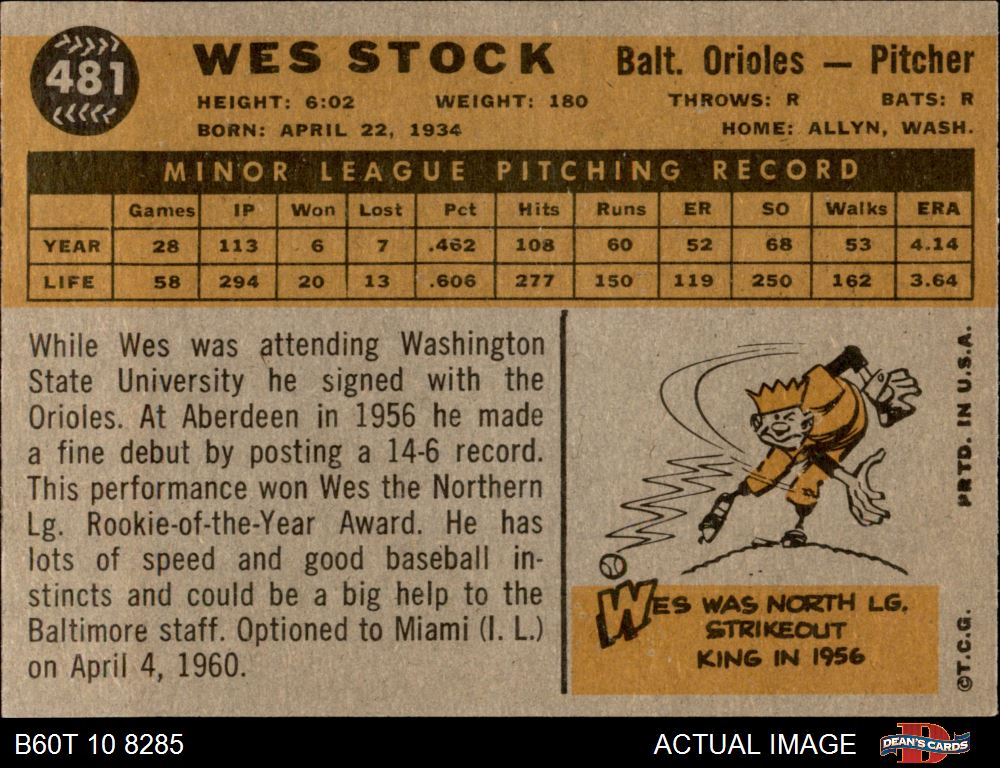 481
WES STOCK
Balt. Orioles — Pitcher
HEIGHT: 6:02 WEIGHT: 180 THROWS: R BATS: R
BORN: APRIL 22, 1934 HOME: ALLYN, WASH.
MINOR LEAGUE PITCHING RECORD
Games IP Won Lost Pct Hits Runs ER SO Walks ERA
YEAR 28 113 6 7 .462 108 60 52 68 53 4.14
LIFE 58 294 20 13 .606 277 150 119 250 162 3.64
While Wes was attending Washington
State University he signed with the
Orioles. At Aberdeen in 1956 he made
a fine debut by posting a 14-6 record.
This performance won Wes the Northern
Lg. Rookie-of-the-Year Award. He has
lots of speed and good baseball in-
stincts and could be a big help to the
Baltimore staff. Optioned to Miami (I. L.)
on April 4, 1960.
WES WAS NORTH LG.
STRIKEOUT
KING IN 1956
©T.C.G. PRTD. IN U.S.A.
B60T 10 8285
ACTUAL IMAGE
DEAN'S CARDS